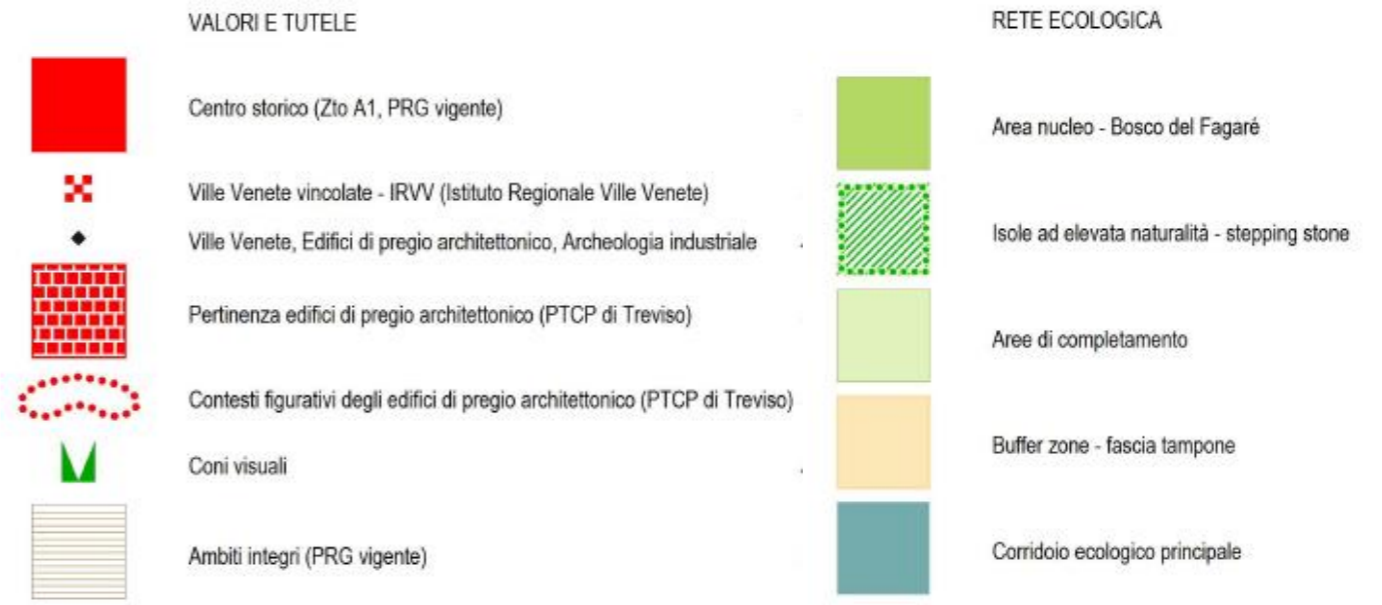 VALORI E TUTELE
Centro storico (Zto A1, PRG vigente)
Ville Venete vincolate - IRVV (Istituto Regionale Ville Venete)
Ville Venete, Edifici di pregio architettonico, Archeologia industriale
Pertinenza edifici di pregio architettonico (PTCP di Treviso)
Contesti figurativi degli edifici di pregio architettonico (PTCP di Treviso)
Coni visuali
Ambiti integri (PRG vigente)
RETE ECOLOGICA
Area nucleo - Bosco del Fagaré
Isole ad elevata naturalità - stepping stone
Aree di completamento
Buffer zone - fascia tampone
Corridoio ecologico principale